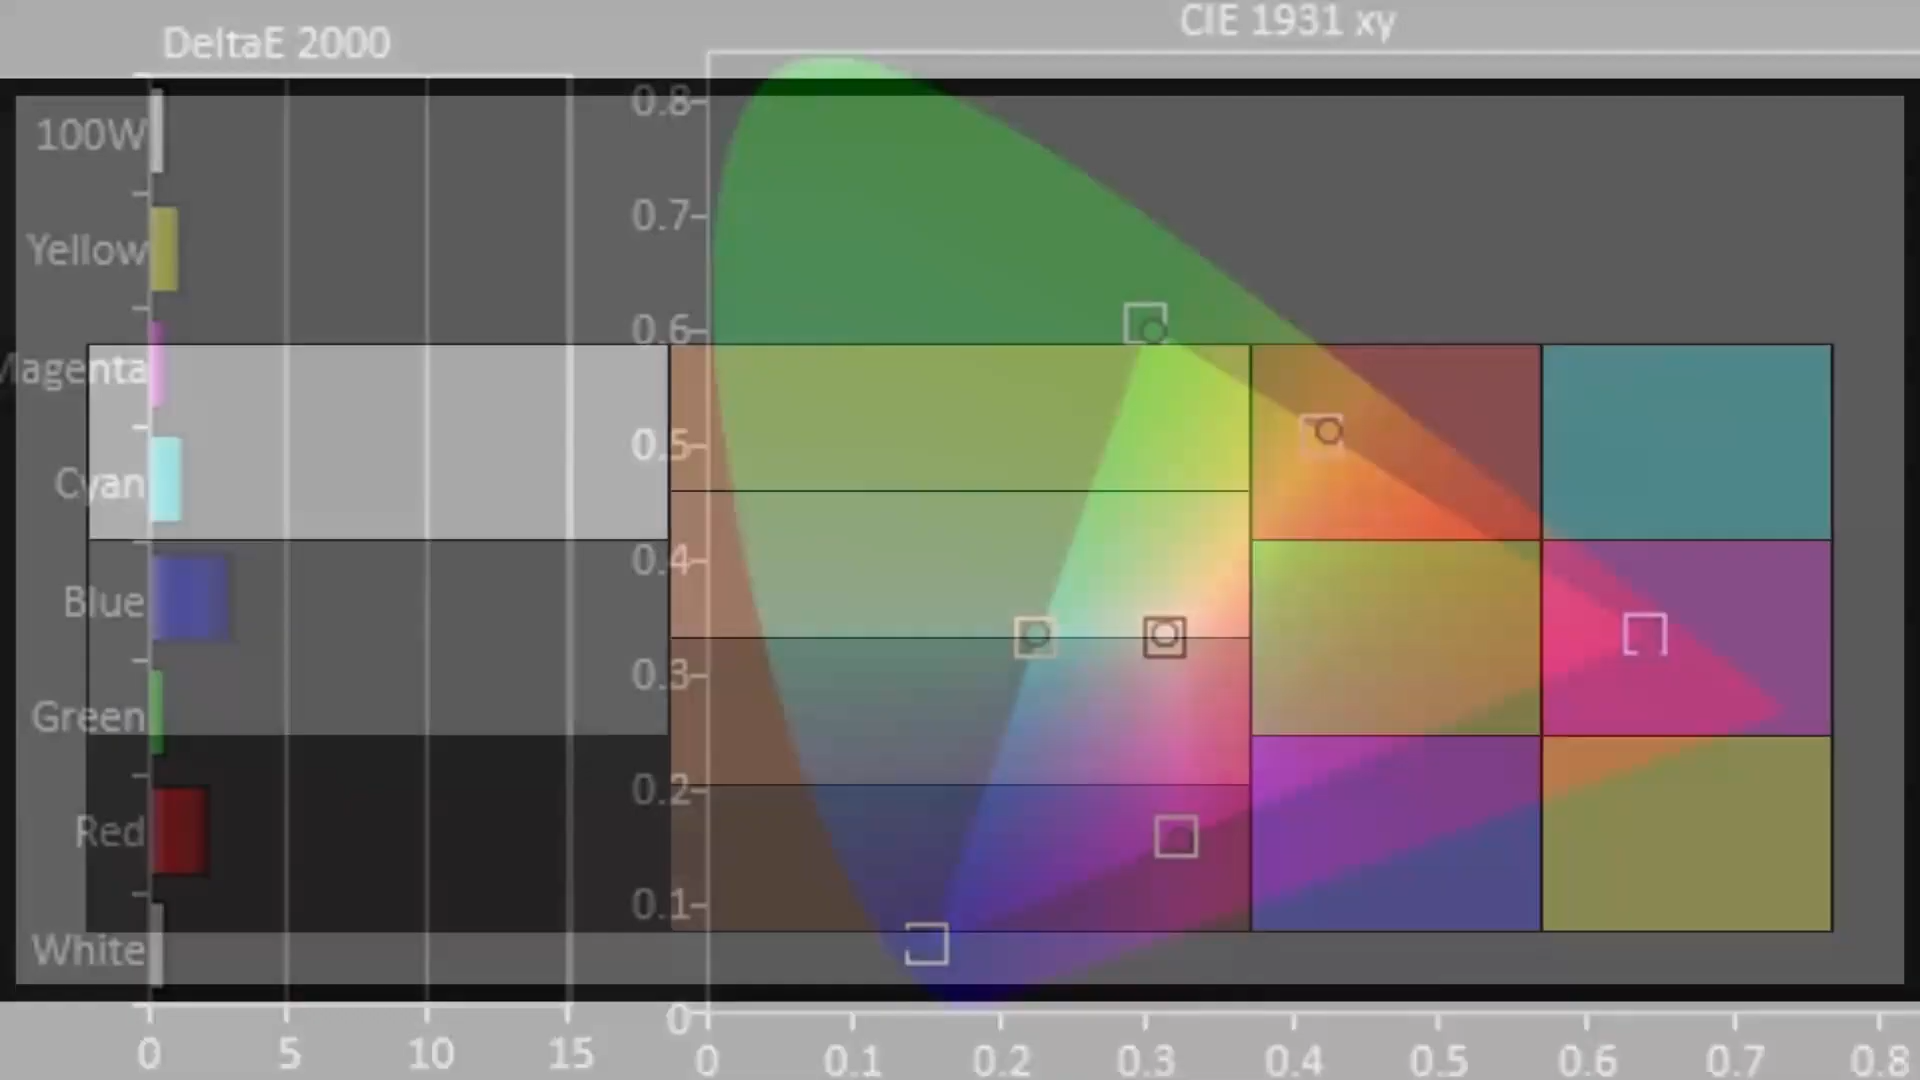 DeltaE 2000
100W
Yellow
Magenta
Cyan
Blue
Green
Red
White
0 5 10 15
CIE 1931 xy
0.8
0.7
0.6
0.5
0.4
0.3
0.2
0.1
0
0 0.1 0.2 0.3 0.4 0.5 0.6 0.7 0.8